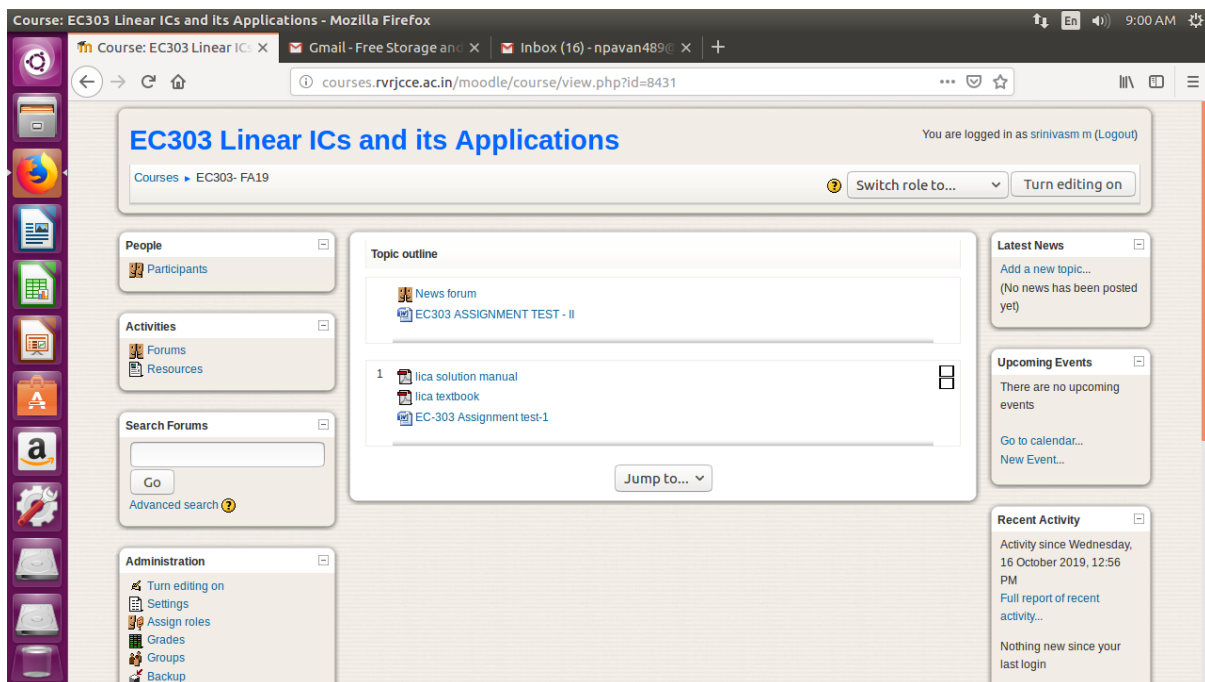 Course: EC303 Linear ICs and its Applications - Mozilla Firefox
En 9:00 AM
Course: EC303 Linear ICs
Gmail - Free Storage and
Inbox (16) - npavan489@
courses.rvrjcce.ac.in/moodle/course/view.php?id=8431
EC303 Linear ICs and its Applications
You are logged in as srinivasm m (Logout)
Courses ► EC303- FA19
Switch role to...
Turn editing on
People
Participants
Activities
Forums
Resources
Search Forums
Go
Advanced search
Administration
Turn editing on
Settings
Assign roles
Grades
Groups
Backup
Topic outline
News forum
EC303 ASSIGNMENT TEST - II
1 lica solution manual
lica textbook
EC-303 Assignment test-1
Jump to...
Latest News
Add a new topic...
(No news has been posted
yet)
Upcoming Events
There are no upcoming
events
Go to calendar...
New Event...
Recent Activity
Activity since Wednesday,
16 October 2019, 12:56
PM
Full report of recent
activity...
Nothing new since your
last login